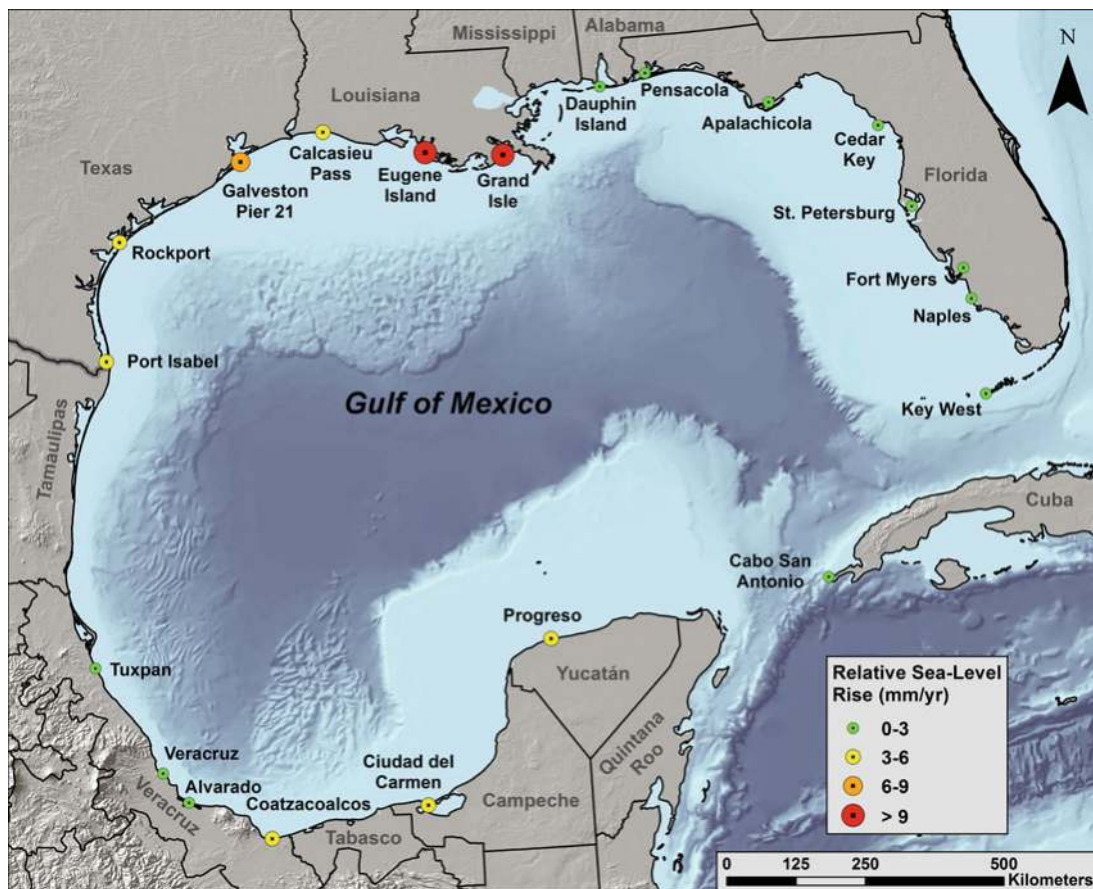 Mississippi
Alabama
N
Louisiana
Dauphin
Island
Pensacola
Apalachicola
Cedar
Key
Florida
Texas
Calcasieu
Pass
Eugene
Island
Grand
Isle
Galveston
Pier 21
St. Petersburg
Rockport
Fort Myers
Naples
Port Isabel
Gulf of Mexico
Key West
Tamaulipas
Cuba
Cabo San
Antonio
Progreso
Tuxpan
Yucatán
Quintana
Roo
Veracruz
Alvarado
Veracruz
Coatzacoalcos
Ciudad del
Carmen
Campeche
Tabasco
Relative Sea-Level
Rise (mm/yr)
0-3
3-6
6-9
> 9
0 125 250 500
Kilometers